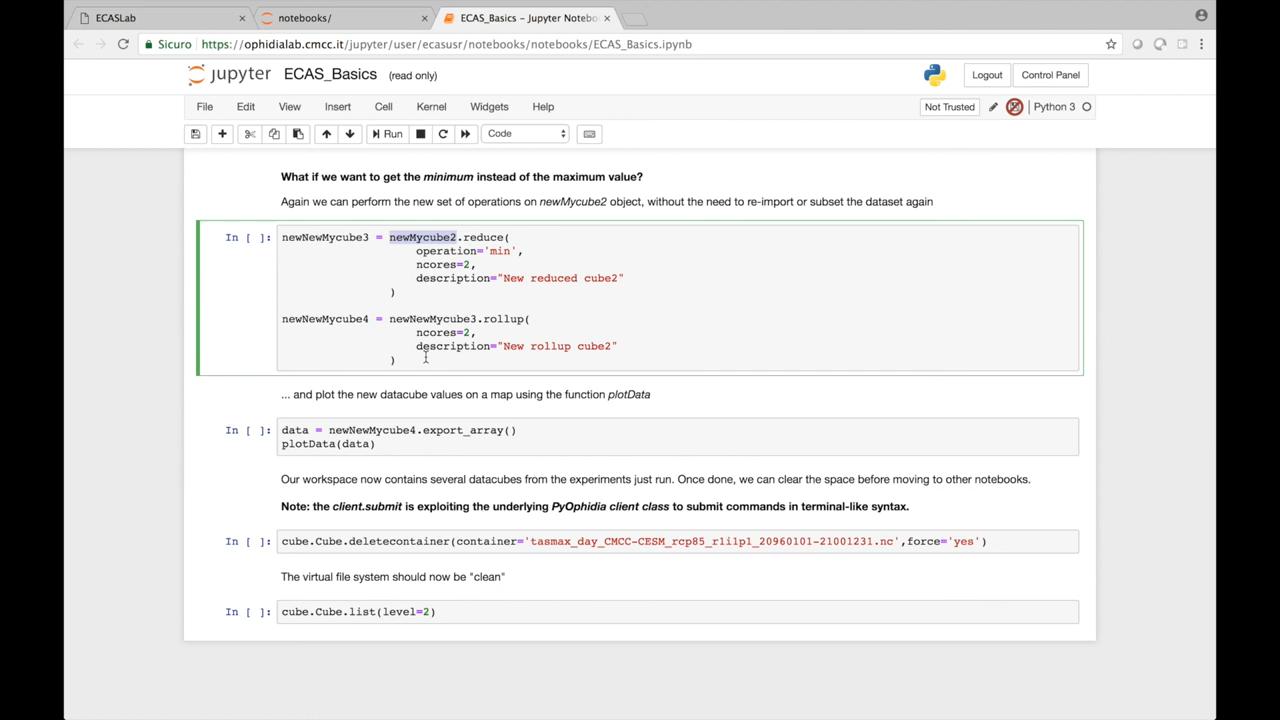 ECASLab
notebooks/
ECAS_Basics – Jupyter Notebo
Sicuro https://ophidialab.cmcc.it/jupyter/user/ecasusr/notebooks/notebooks/ECAS_Basics.ipynb
jupyter ECAS_Basics (read only)
Logout
Control Panel
File Edit View Insert Cell Kernel Widgets Help
Not Trusted
Python 3
Run
Code
What if we want to get the minimum instead of the maximum value?
Again we can perform the new set of operations on newMycube2 object, without the need to re-import or subset the dataset again
In [ ]: newNewMycube3 = newMycube2.reduce(
operation='min',
ncores=2,
description="New reduced cube2"
)
newNewMycube4 = newNewMycube3.rollup(
ncores=2,
description="New rollup cube2"
)
... and plot the new datacube values on a map using the function plotData
In [ ]: data = newNewMycube4.export_array()
plotData(data)
Our workspace now contains several datacubes from the experiments just run. Once done, we can clear the space before moving to other notebooks.
Note: the client.submit is exploiting the underlying PyOphidia client class to submit commands in terminal-like syntax.
In [ ]: cube.Cube.deletecontainer(container='tasmax_day_CMCC-CESM_rcp85_r1i1p1_20960101-21001231.nc',force='yes')
The virtual file system should now be "clean"
In [ ]: cube.Cube.list(level=2)